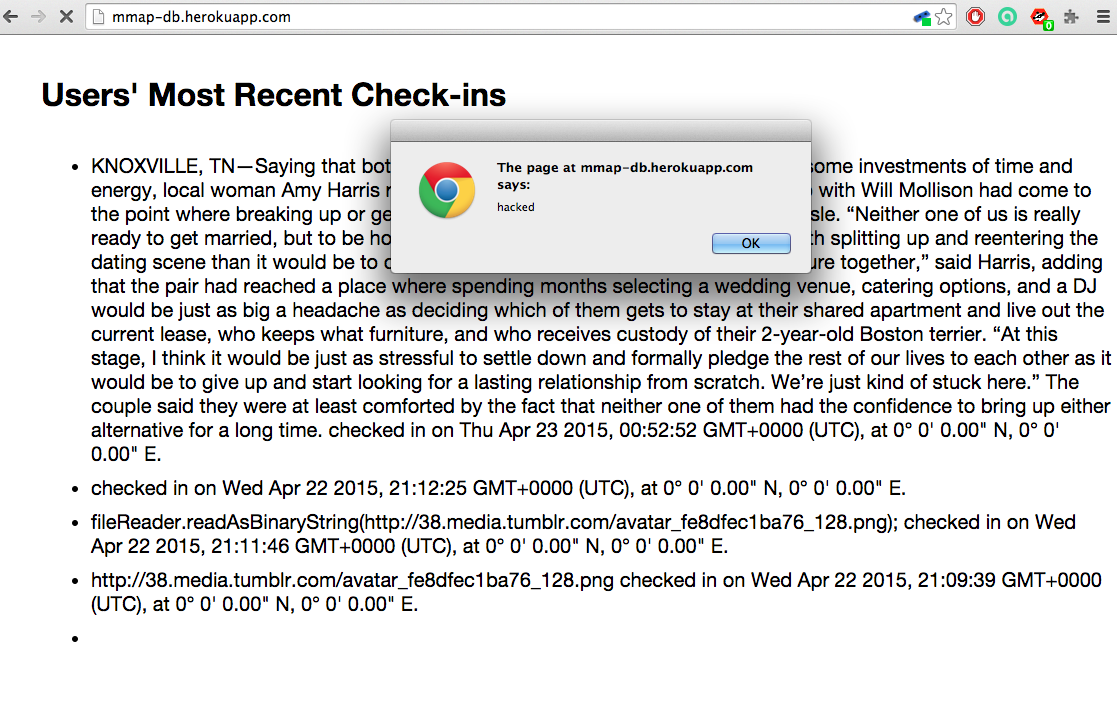 mmap-db.herokuapp.com
0
Users' Most Recent Check-ins
The page at mmap-db.herokuapp.com
says:
hacked
OK
KNOXVILLE, TN—Saying that bot some investments of time and
energy, local woman Amy Harris with Will Mollison had come to
the point where breaking up or ge sle. “Neither one of us is really
ready to get married, but to be ho h splitting up and reentering the
dating scene than it would be to ure together,” said Harris, adding
that the pair had reached a place where spending months selecting a wedding venue, catering options, and a DJ
would be just as big a headache as deciding which of them gets to stay at their shared apartment and live out the
current lease, who keeps what furniture, and who receives custody of their 2-year-old Boston terrier. “At this
stage, I think it would be just as stressful to settle down and formally pledge the rest of our lives to each other as it
would be to give up and start looking for a lasting relationship from scratch. We’re just kind of stuck here.” The
couple said they were at least comforted by the fact that neither one of them had the confidence to bring up either
alternative for a long time. checked in on Thu Apr 23 2015, 00:52:52 GMT+0000 (UTC), at 0° 0' 0.00" N, 0° 0'
0.00" E.
checked in on Wed Apr 22 2015, 21:12:25 GMT+0000 (UTC), at 0° 0' 0.00" N, 0° 0' 0.00" E.
fileReader.readAsBinaryString(http://38.media.tumblr.com/avatar_fe8dfec1ba76_128.png); checked in on Wed
Apr 22 2015, 21:11:46 GMT+0000 (UTC), at 0° 0' 0.00" N, 0° 0' 0.00" E.
http://38.media.tumblr.com/avatar_fe8dfec1ba76_128.png checked in on Wed Apr 22 2015, 21:09:39 GMT+0000
(UTC), at 0° 0' 0.00" N, 0° 0' 0.00" E.